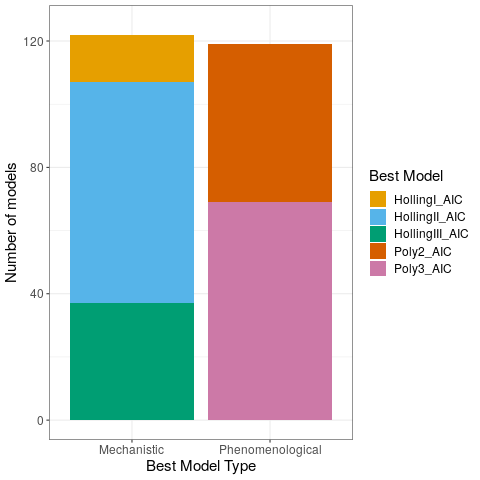 Number of models
120
80
40
0
Mechanistic
Phenomenological
Best Model Type
Best Model
HollingI_AIC
HollingII_AIC
HollingIII_AIC
Poly2_AIC
Poly3_AIC